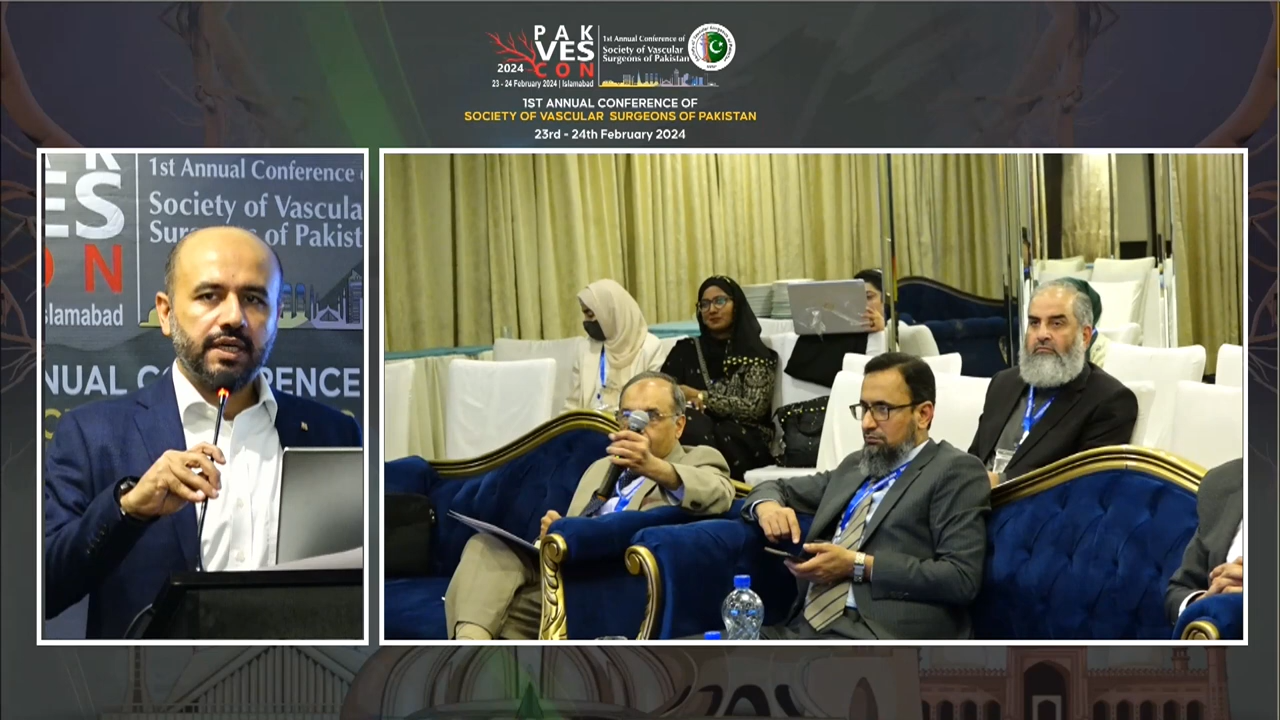 PAK
VES
2024 CON
23 - 24 February 2024 | Islamabad
1st Annual Conference of
Society of Vascular
Surgeons of Pakistan
1ST ANNUAL CONFERENCE OF
SOCIETY OF VASCULAR SURGEONS OF PAKISTAN
23rd - 24th February 2024
ES
ON
slamabad
1st Annual Conference
Society of Vascula
of Pakist
NUAL
RENCE